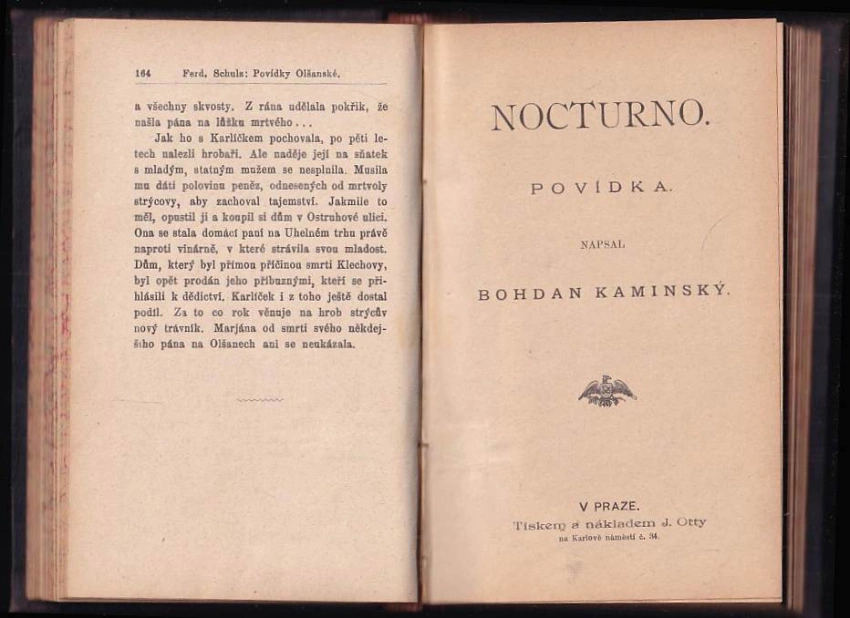 164 Ferd. Schulz: Povídky Olšanské.
a všechny skvosty. Z rána udělala pokřik, že
našla pána na lůžku mrtvého...
Jak ho s Karlíčkem pochovala, po pěti le-
tech nalezli hrobaři. Ale naděje její na sňatek
s mladým, statným mužem se nesplnila. Musila
mu dáti polovinu peněz, odnesených od mrtvoly
strýcovy, aby zachoval tajemství. Jakmile to
měl, opustil ji a koupil si dům v Ostruhové ulici.
Ona se stala domácí paní na Uhelném trhu právě
naproti vinárně, v které strávila svou mladost.
Dům, který byl přímou příčinou smrti Klechovy,
byl opět prodán jeho příbuznými, kteří se při-
hlásili k dědictví. Karlíček i z toho ještě dostal
podíl. Za to co rok věnuje na hrob strýcův
nový trávník. Marjána od smrti svého někdej-
šího pána na Olšanech ani se neukázala.
NOCTURNO.
POVÍDKA.
NAPSAL
BOHDAN KAMINSKÝ.
V PRAZE.
Tiskem a nákladem J. Otty
na Karlově náměstí č. 34.